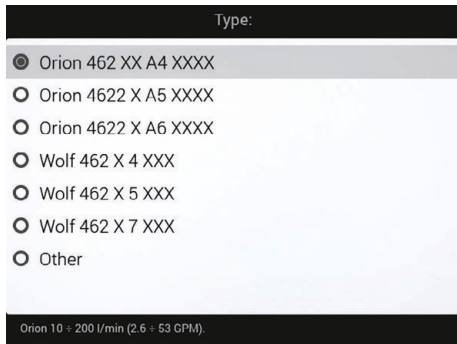 Type:
Orion 462 XX A4 XXXX
Orion 4622 X A5 XXXX
Orion 4622 X A6 XXXX
Wolf 462 X 4 XXX
Wolf 462 X 5 XXX
Wolf 462 X 7 XXX
Other
Orion 10 ÷ 200 l/min (2.6 ÷ 53 GPM).